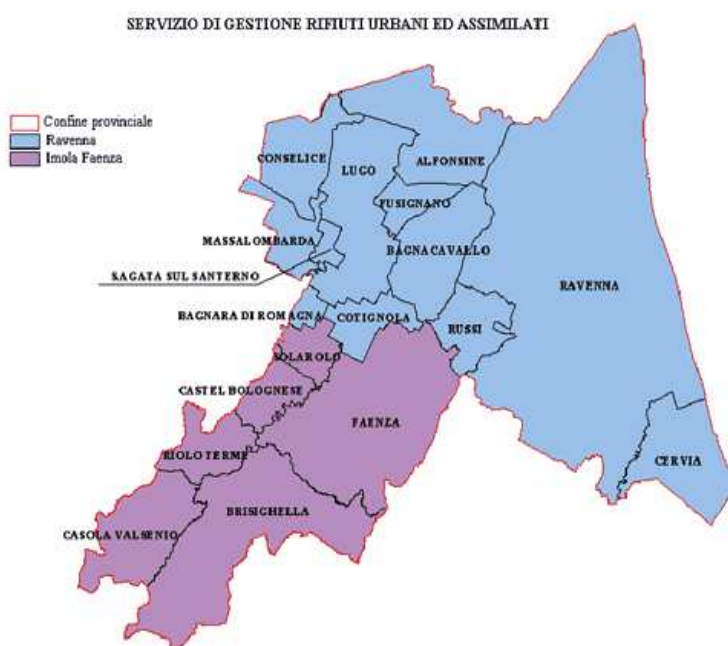 SERVIZIO DI GESTIONE RIFIUTI URBANI ED ASSIMILATI
Confine provinciale
Ravenna
Imola Faenza
CONSELICE
LUGO
ALFONSINE
FUSIGNANO
MASSALOMBARDA
BAGNACAVALLO
SAGATA SUL SANTERNO
RAVENNA
BAGNARA DI ROMAGNA
COTIGNOLA
RUSSI
SOLAROLO
CASTEL BOLOGNESE
FAENZA
RIOLO TERME
CERVIA
BRISIGHELLA
CASOLA VALSENIO